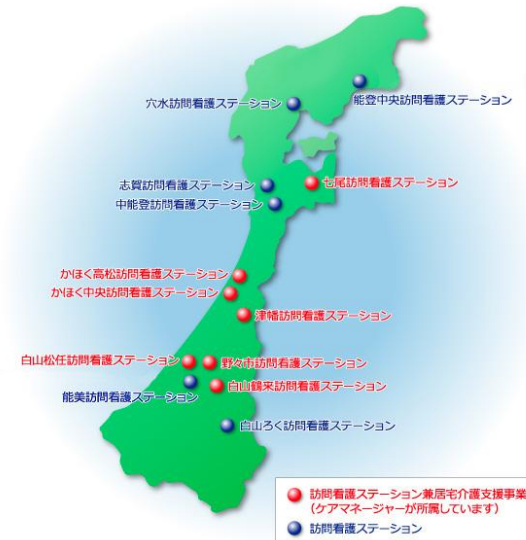 能登中央訪問看護ステーション
穴水訪問看護ステーション
七尾訪問看護ステーション
志賀訪問看護ステーション
中能登訪問看護ステーション
かほく高松訪問看護ステーション
かほく中央訪問看護ステーション
津幡訪問看護ステーション
白山松任訪問看護ステーション
野々市訪問看護ステーション
白山鶴来訪問看護ステーション
能美訪問看護ステーション
白山ろく訪問看護ステーション
訪問看護ステーション兼居宅介護支援事業
（ケアマネージャーが所属しています）
訪問看護ステーション